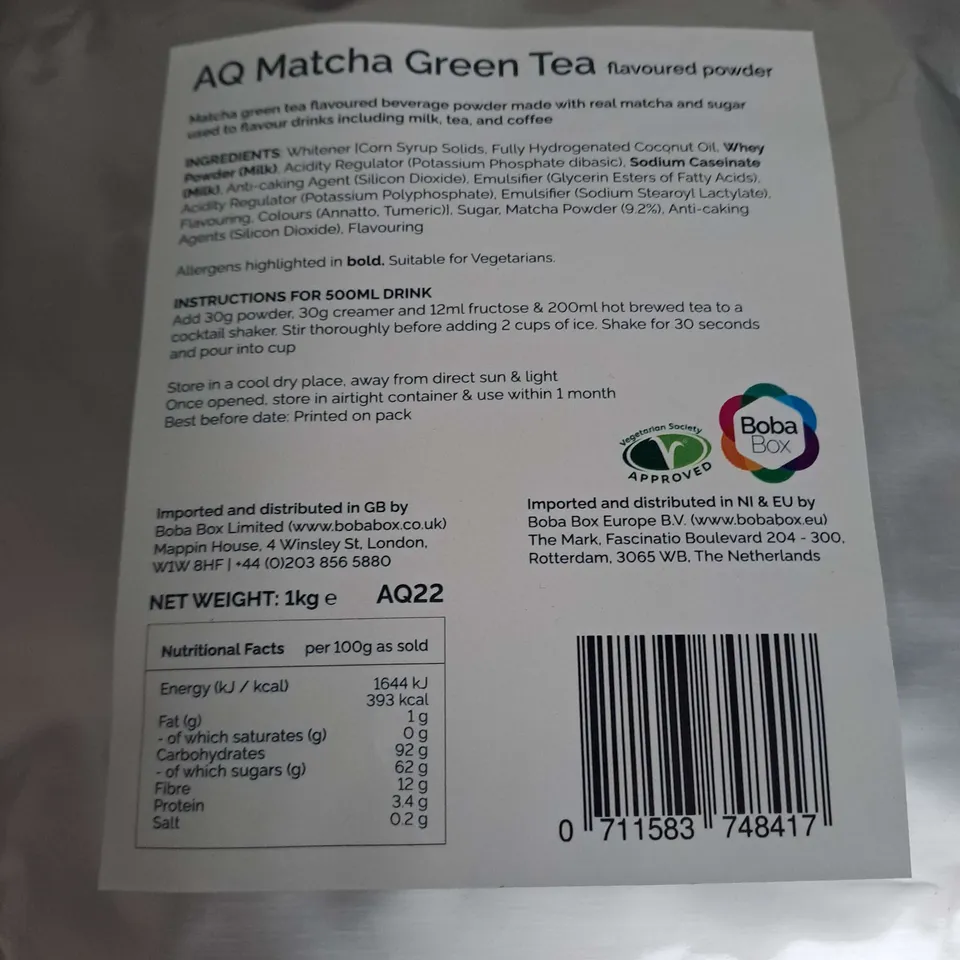 AQ Matcha Green Tea flavoured powder
Matcha green tea flavoured beverage powder made with real matcha and sugar
used to flavour drinks including milk, tea, and coffee
INGREDIENTS: Whitener [Corn Syrup Solids, Fully Hydrogenated Coconut Oil, Whey
Powder (Milk), Acidity Regulator (Potassium Phosphate dibasic), Sodium Caseinate
(Milk), Anti-caking Agent (Silicon Dioxide), Emulsifier (Glycerin Esters of Fatty Acids),
Acidity Regulator (Potassium Polyphosphate), Emulsifier (Sodium Stearoyl Lactylate),
Flavouring, Colours (Annatto, Tumeric)], Sugar, Matcha Powder (9.2%), Anti-caking
Agents (Silicon Dioxide), Flavouring
Allergens highlighted in bold. Suitable for Vegetarians.
INSTRUCTIONS FOR 500ML DRINK
Add 30g powder, 30g creamer and 12ml fructose & 200ml hot brewed tea to a
cocktail shaker. Stir thoroughly before adding 2 cups of ice. Shake for 30 seconds
and pour into cup
Store in a cool dry place, away from direct sun & light
Once opened, store in airtight container & use within 1 month
Best before date: Printed on pack
Vegetarian Society
APPROVED
Boba
Box
Imported and distributed in GB by
Boba Box Limited (www.bobabox.co.uk)
Mappin House, 4 Winsley St, London,
W1W 8HF | +44 (0)203 856 5880
Imported and distributed in NI & EU by
Boba Box Europe B.V. (www.bobabox.eu)
The Mark, Fascinatio Boulevard 204 - 300,
Rotterdam, 3065 WB, The Netherlands
NET WEIGHT: 1kg e AQ22
Nutritional Facts per 100g as sold
Energy (kJ / kcal) 1644 kJ
393 kcal
Fat (g) 1 g
- of which saturates (g) 0 g
Carbohydrates 92 g
- of which sugars (g) 62 g
Fibre 12 g
Protein 3.4 g
Salt 0.2 g
0 711583 748417